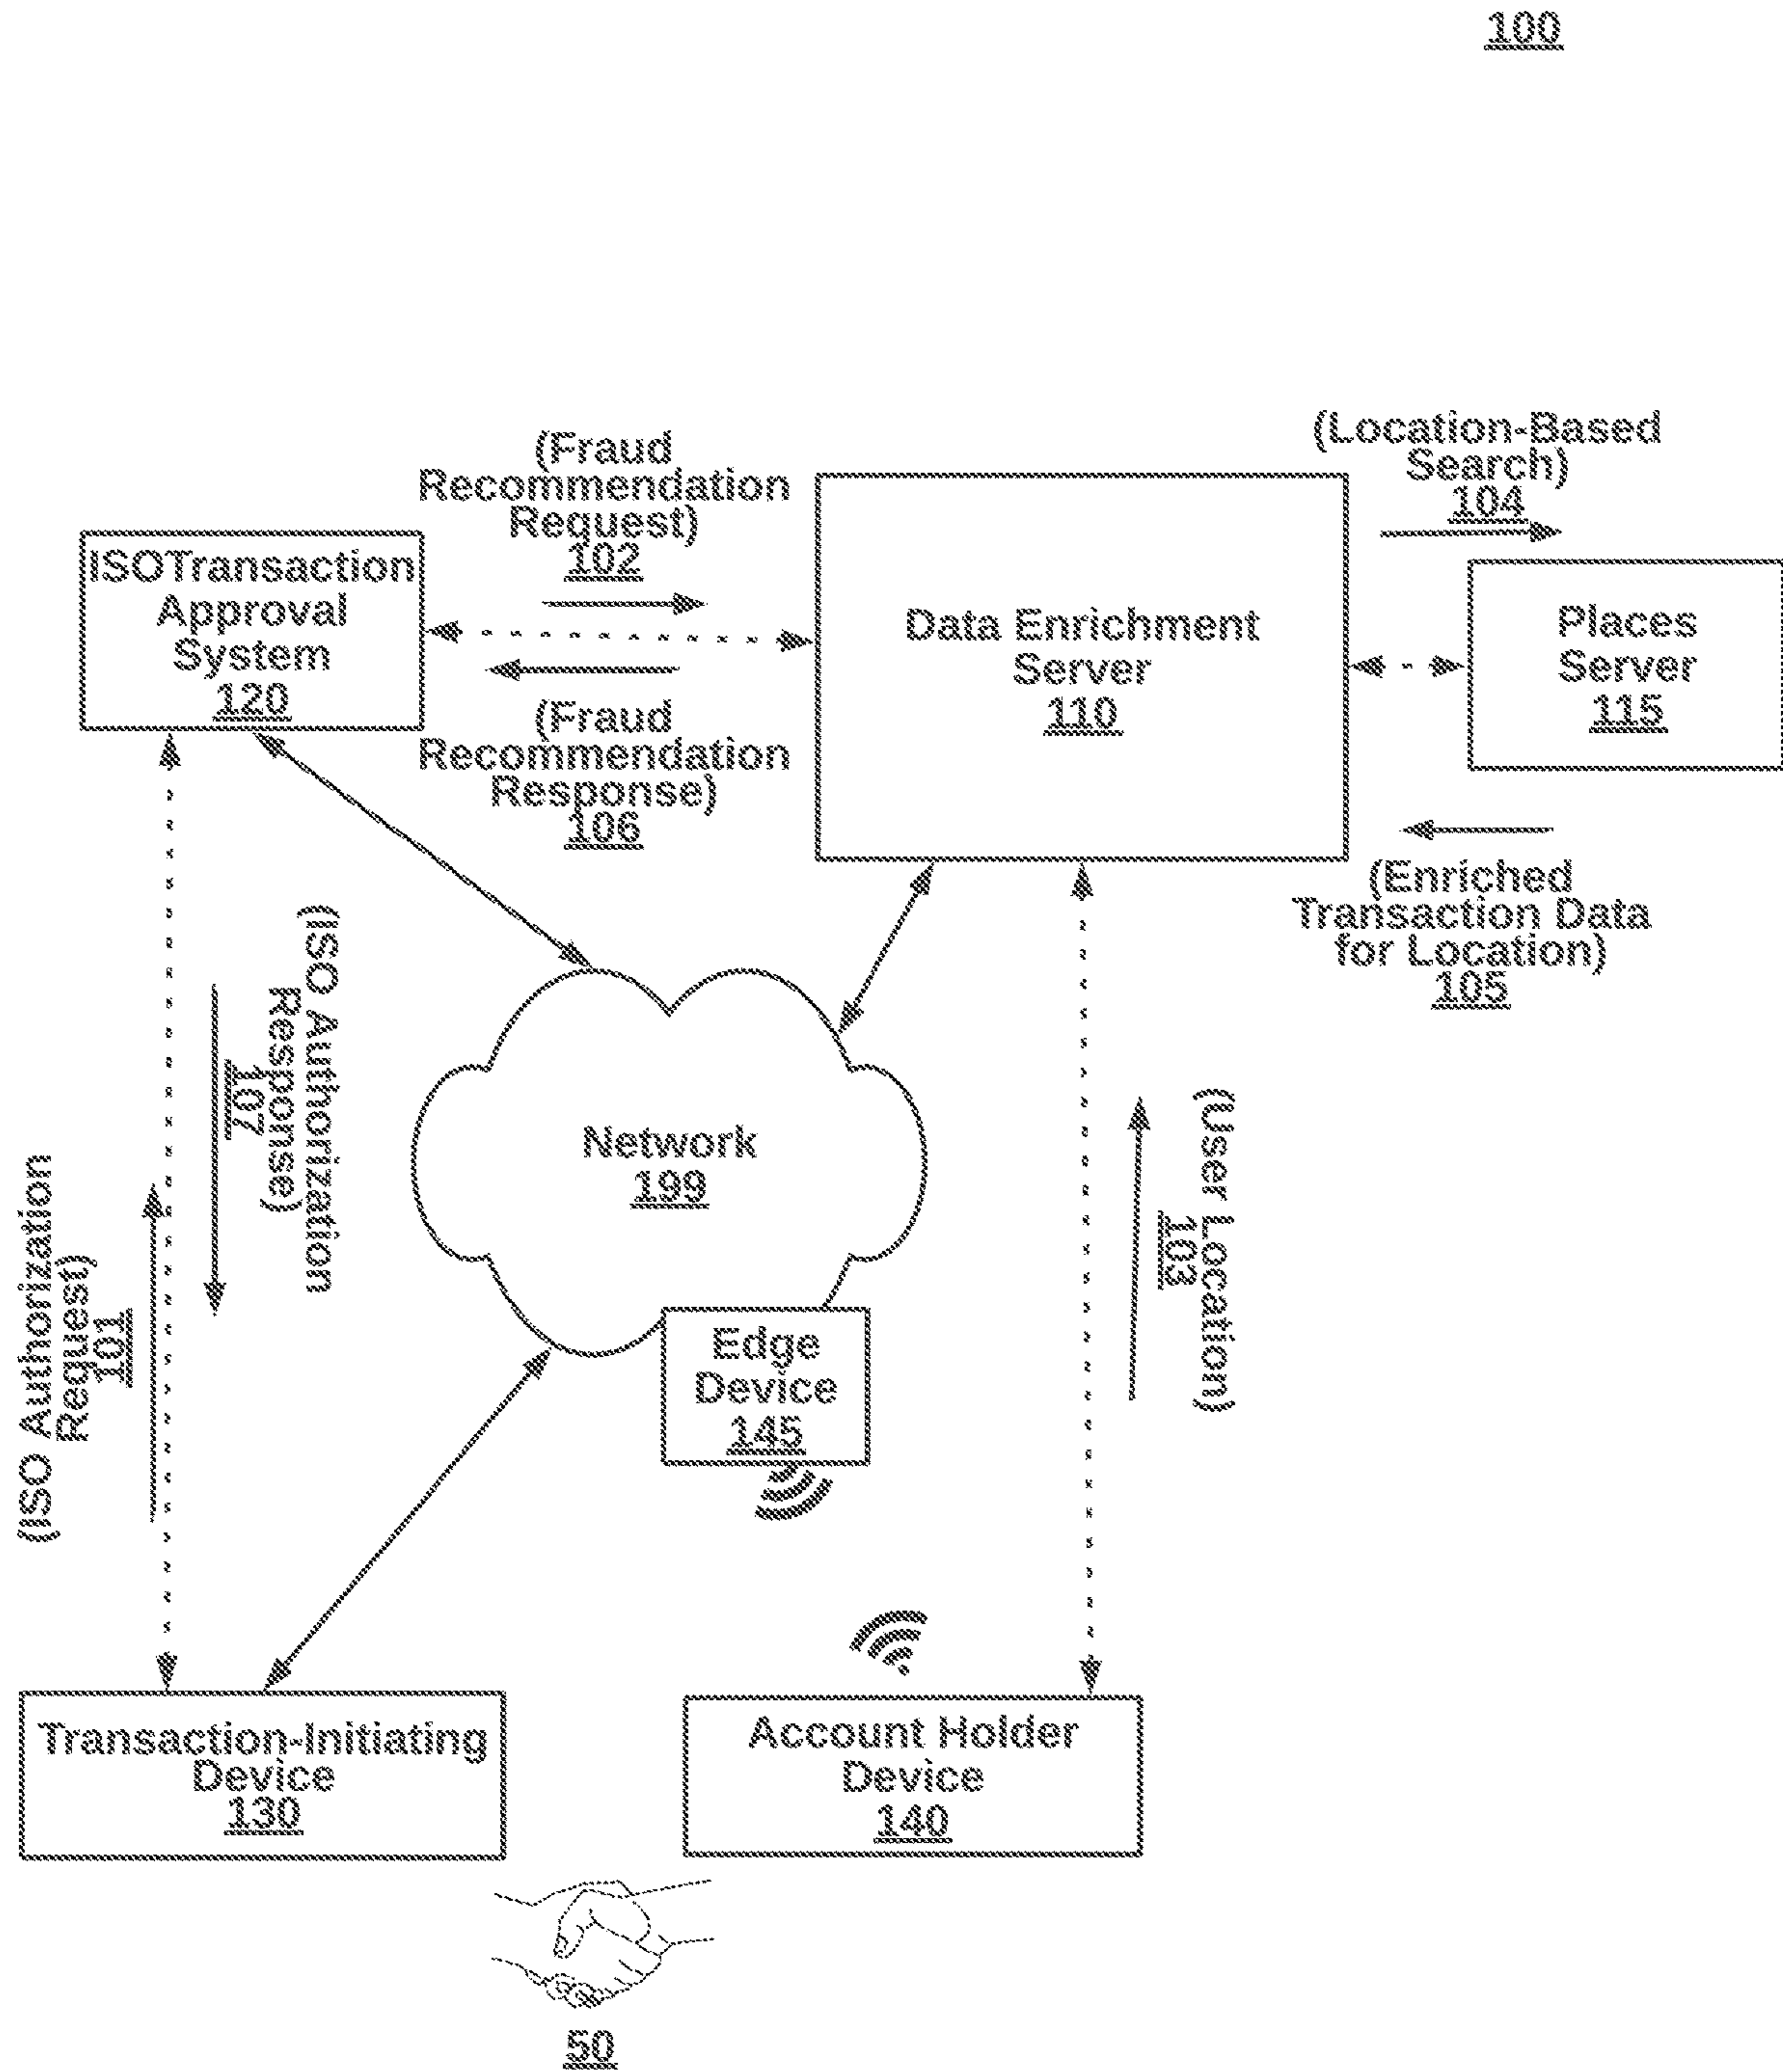 100
(Location-Based
Search)
104
(Fraud
Recommendation
Request)
102
ISOTransaction
Approval
System
120
Data Enrichment
Server
110
Places
Server
115
(Fraud
Recommendation
Response)
106
(Enriched
Transaction Data
for Location)
105
(ISO Authorization
Response)
107
(ISO Authorization
Request)
101
Network
199
(User Location)
103
Edge
Device
145
Transaction-Initiating
Device
130
Account Holder
Device
140
50